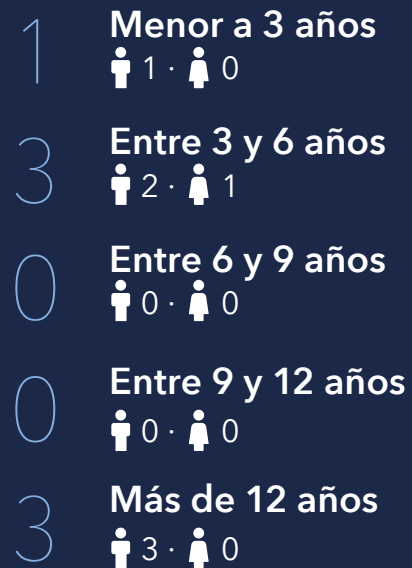 1
Menor a 3 años
1 · 0
3
Entre 3 y 6 años
2 · 1
0
Entre 6 y 9 años
0 · 0
0
Entre 9 y 12 años
0 · 0
3
Más de 12 años
3 · 0